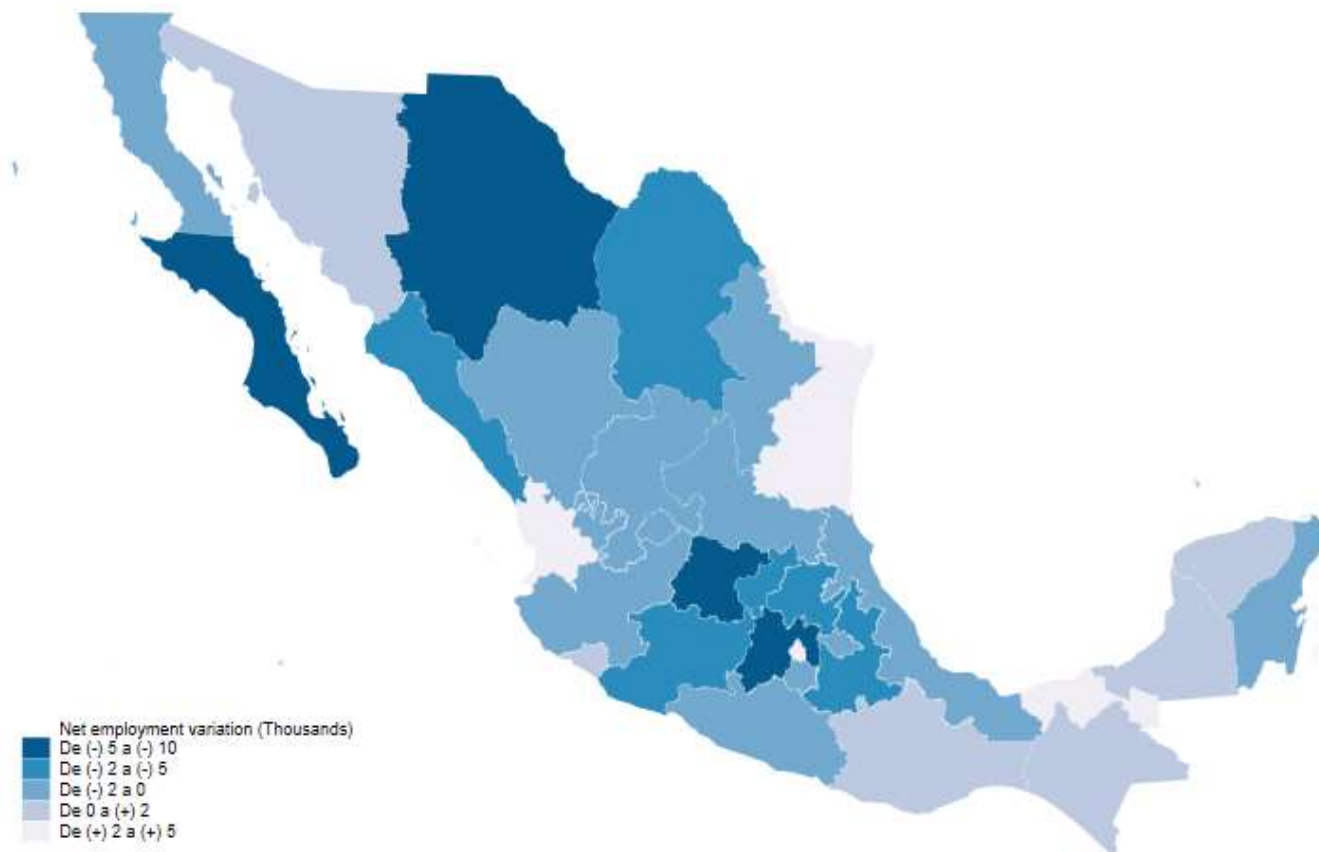 Net employment variation (Thousands)
De (-) 5 a (-) 10
De (-) 2 a (-) 5
De (-) 2 a 0
De 0 a (+) 2
De (+) 2 a (+) 5